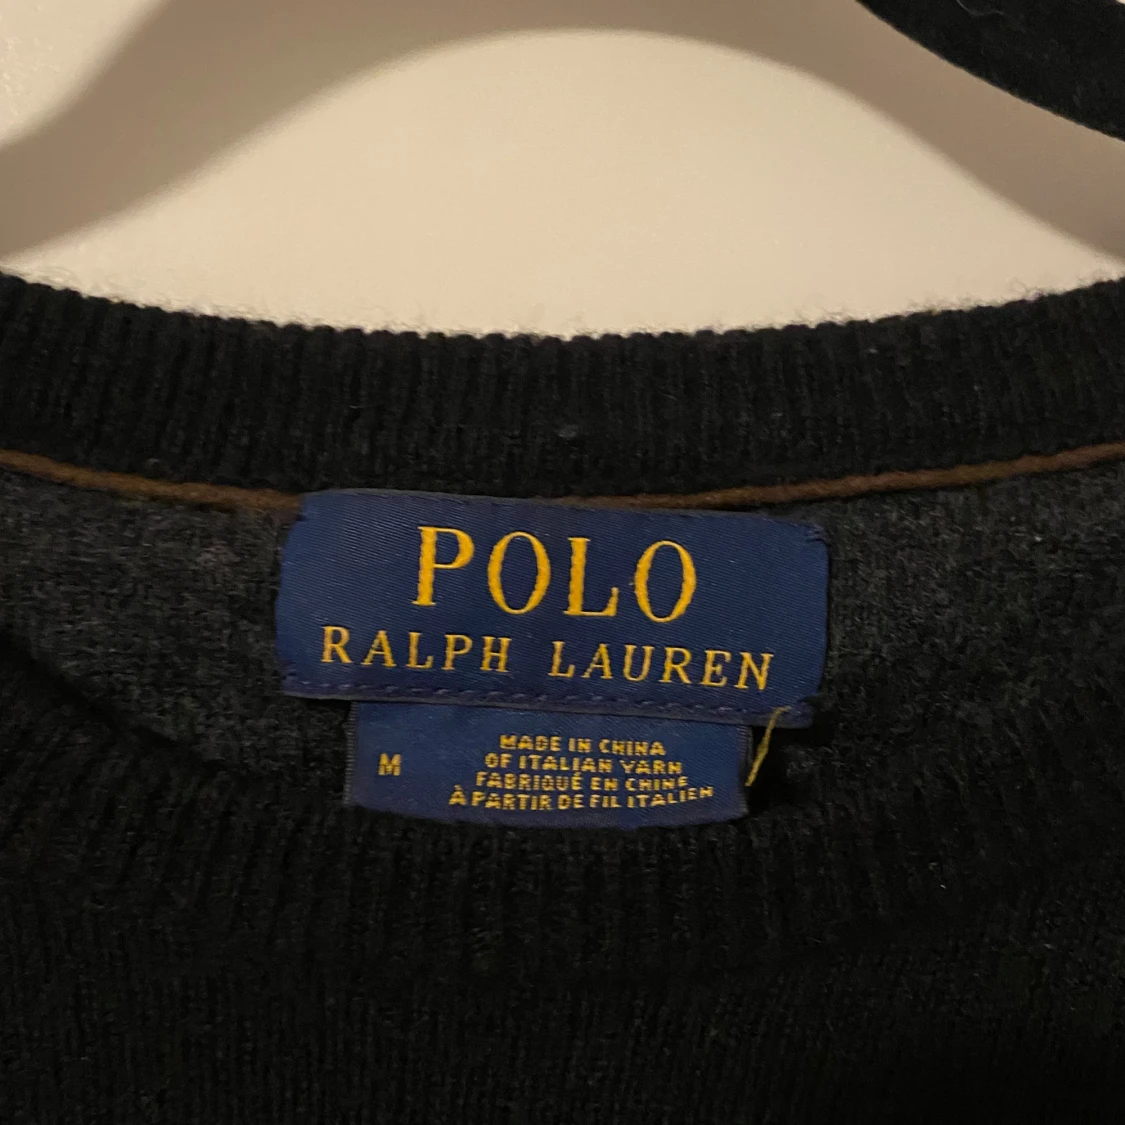 POLO
RALPH LAUREN
M
MADE IN CHINA
OF ITALIAN YARN
FABRIQUÉ EN CHINE
À PARTIR DE FIL ITALIEN